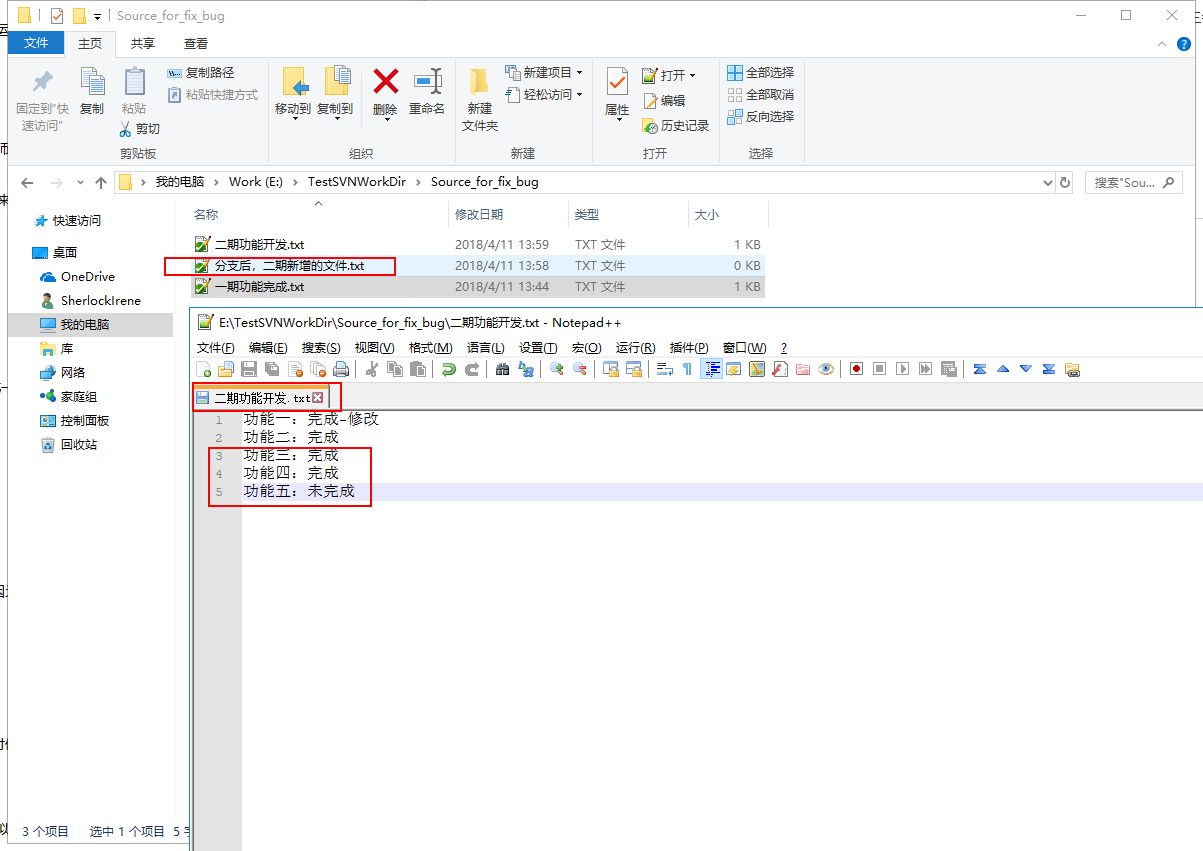 Source_for_fix_bug
文件 主页 共享 查看
固定到"快速访问"
复制
粘贴
复制路径
粘贴快捷方式
剪切
剪贴板
移动到
复制到
删除
重命名
组织
新建文件夹
新建项目
轻松访问
新建
属性
打开
编辑
历史记录
打开
全部选择
全部取消
反向选择
选择
我的电脑 › Work (E:) › TestSVNWorkDir › Source_for_fix_bug
搜索"Sou...
名称 修改日期 类型 大小
二期功能开发.txt 2018/4/11 13:59 TXT 文件 1 KB
分支后，二期新增的文件.txt 2018/4/11 13:58 TXT 文件 0 KB
一期功能完成.txt 2018/4/11 13:44 TXT 文件 1 KB
快速访问
桌面
OneDrive
SherlockIrene
我的电脑
库
网络
家庭组
控制面板
回收站
E:\TestSVNWorkDir\Source_for_fix_bug\二期功能开发.txt - Notepad++
文件(F) 编辑(E) 搜索(S) 视图(V) 格式(M) 语言(L) 设置(T) 宏(O) 运行(R) 插件(P) 窗口(W) ?
二期功能开发.txt
1 功能一：完成-修改
2 功能二：完成
3 功能三：完成
4 功能四：完成
5 功能五：未完成
3 个项目 选中 1 个项目 5